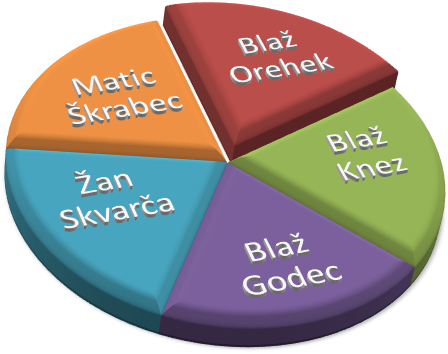 Blaž
Orehek
Blaž
Knez
Blaž
Godec
Žan
Skvarča
Matic
Škrabec